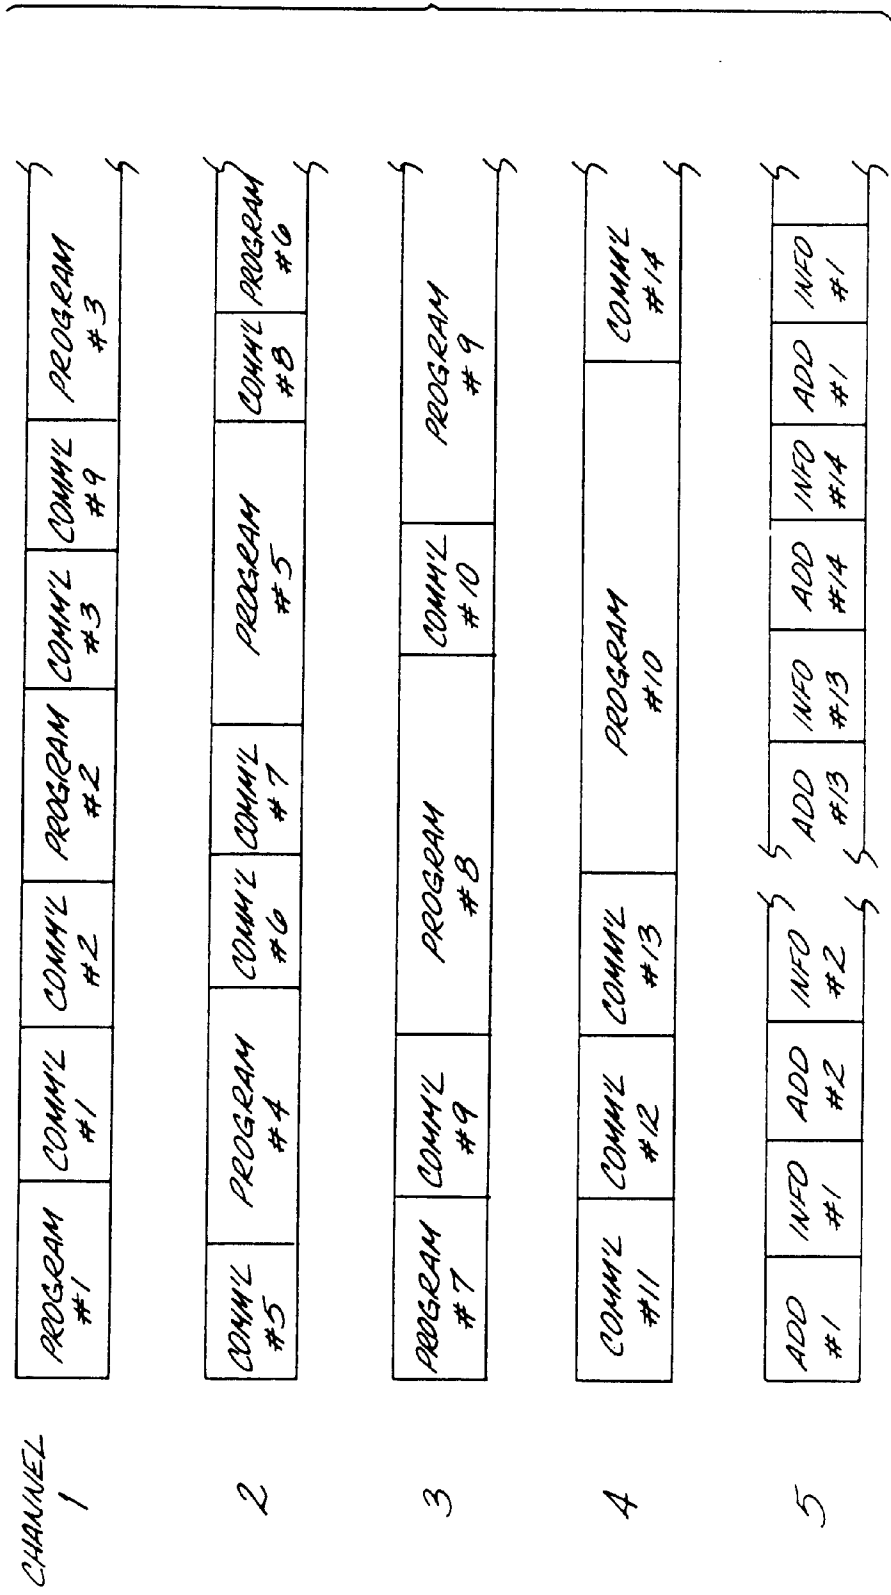 CHANNEL
1
PROGRAM
#1
COMM'L
#1
COMM'L
#2
PROGRAM
#2
COMM'L
#3
COMM'L
#9
PROGRAM
#3
2
COMM'L
#5
PROGRAM
#4
COMM'L
#6
COMM'L
#7
PROGRAM
#5
COMM'L
#8
PROGRAM
#6
3
PROGRAM
#7
COMM'L
#9
PROGRAM
#8
COMM'L
#10
PROGRAM
#9
4
COMM'L
#11
COMM'L
#12
COMM'L
#13
PROGRAM
#10
COMM'L
#14
5
ADD
#1
INFO
#1
ADD
#2
INFO
#2
ADD
#13
INFO
#13
ADD
#14
INFO
#14
ADD
#1
INFO
#1